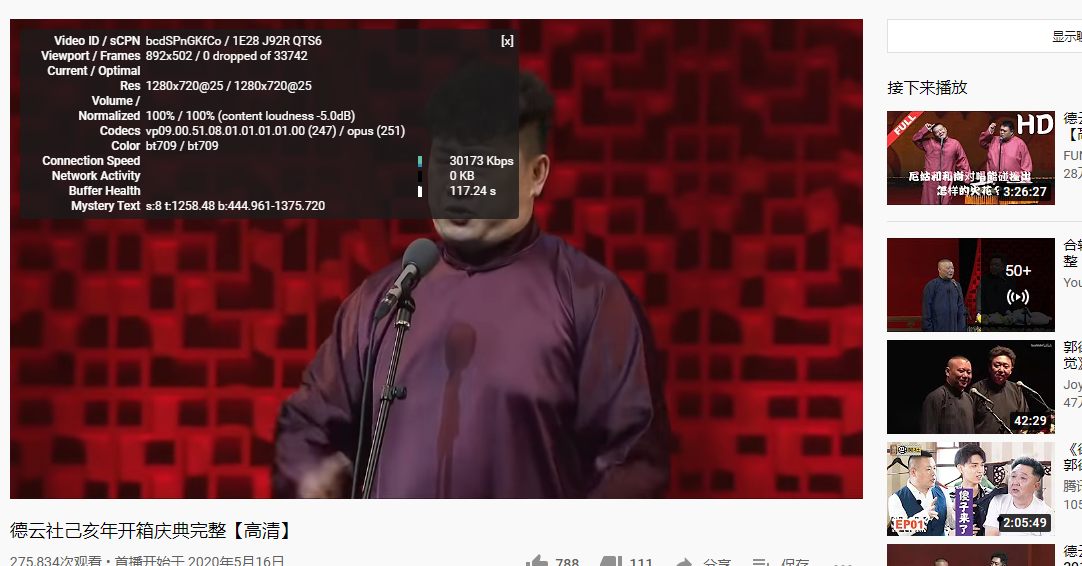 Video ID / sCPN bcdSPnGKfCo / 1E28 J92R QTS6
[x]
Viewport / Frames 892x502 / 0 dropped of 33742
Current / Optimal
Res 1280x720@25 / 1280x720@25
Volume /
Normalized 100% / 100% (content loudness -5.0dB)
Codecs vp09.00.51.08.01.01.01.01.00 (247) / opus (251)
Color bt709 / bt709
Connection Speed 30173 Kbps
Network Activity 0 KB
Buffer Health 117.24 s
Mystery Text s:8 t:1258.48 b:444.961-1375.720
德云社己亥年开箱庆典完整【高清】
275,834次观看 • 首播开始于 2020年5月16日
788
111
分享
保存
显示
接下来播放
FULL
HD
尼姑和和尚对唱能碰撞出
怎样的火花?
3:26:27
德云
【高
FUN
28万
50+
合
整
You
42:29
郭德
觉》
Joy
47万
EP01
傻子来了
2:05:49
《德
郭德
腾讯
105
德云